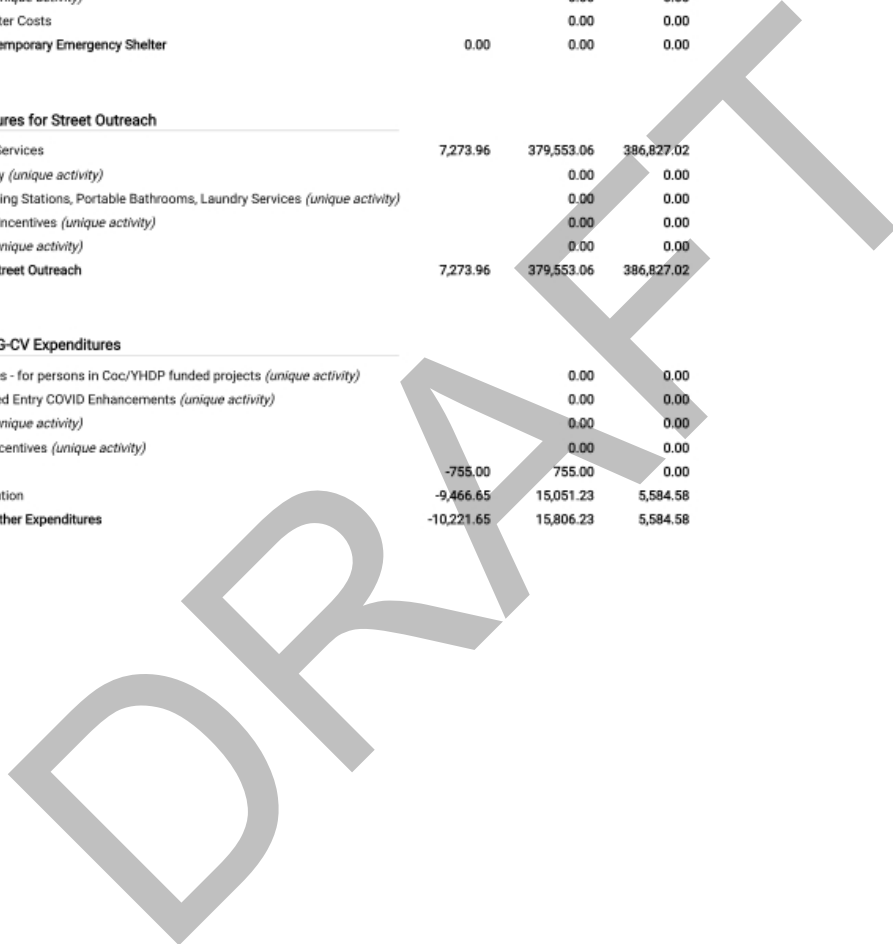 0.00 0.00
ter Costs 0.00 0.00
emporary Emergency Shelter 0.00 0.00 0.00
ures for Street Outreach
Services 7,273.96 379,553.06 386,827.02
y (unique activity) 0.00 0.00
ing Stations, Portable Bathrooms, Laundry Services (unique activity) 0.00 0.00
ncentives (unique activity) 0.00 0.00
nique activity) 0.00 0.00
treet Outreach 7,273.96 379,553.06 386,827.02
G-CV Expenditures
s - for persons in Coc/YHDP funded projects (unique activity) 0.00 0.00
ed Entry COVID Enhancements (unique activity) 0.00 0.00
nique activity) 0.00 0.00
centives (unique activity) 0.00 0.00
-755.00 755.00 0.00
ution -9,466.65 15,051.23 5,584.58
ther Expenditures -10,221.65 15,806.23 5,584.58
DRAFT